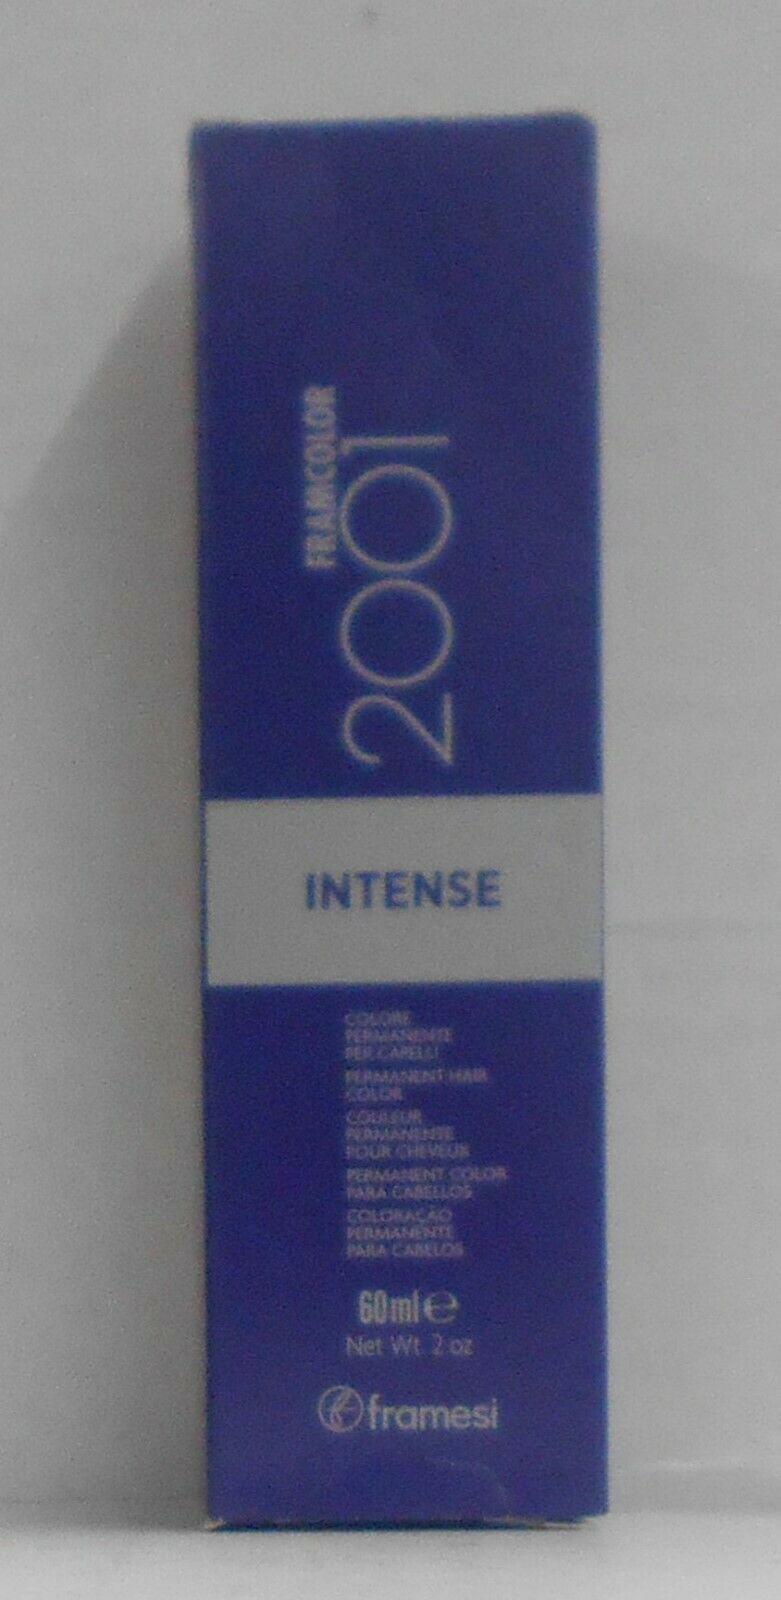 FRAMCOLOR
2001
INTENSE
COLORE
PERMANENTE
PER CAPELLI
PERMANENT HAIR
COLOR
COULEUR
PERMANENTE
POUR CHEVEUX
PERMANENT COLOR
PARA CABELLOS
COLORAÇAO
PERMANENTE
PARA CABELOS
60ml e
Net Wt. 2 oz
framesi